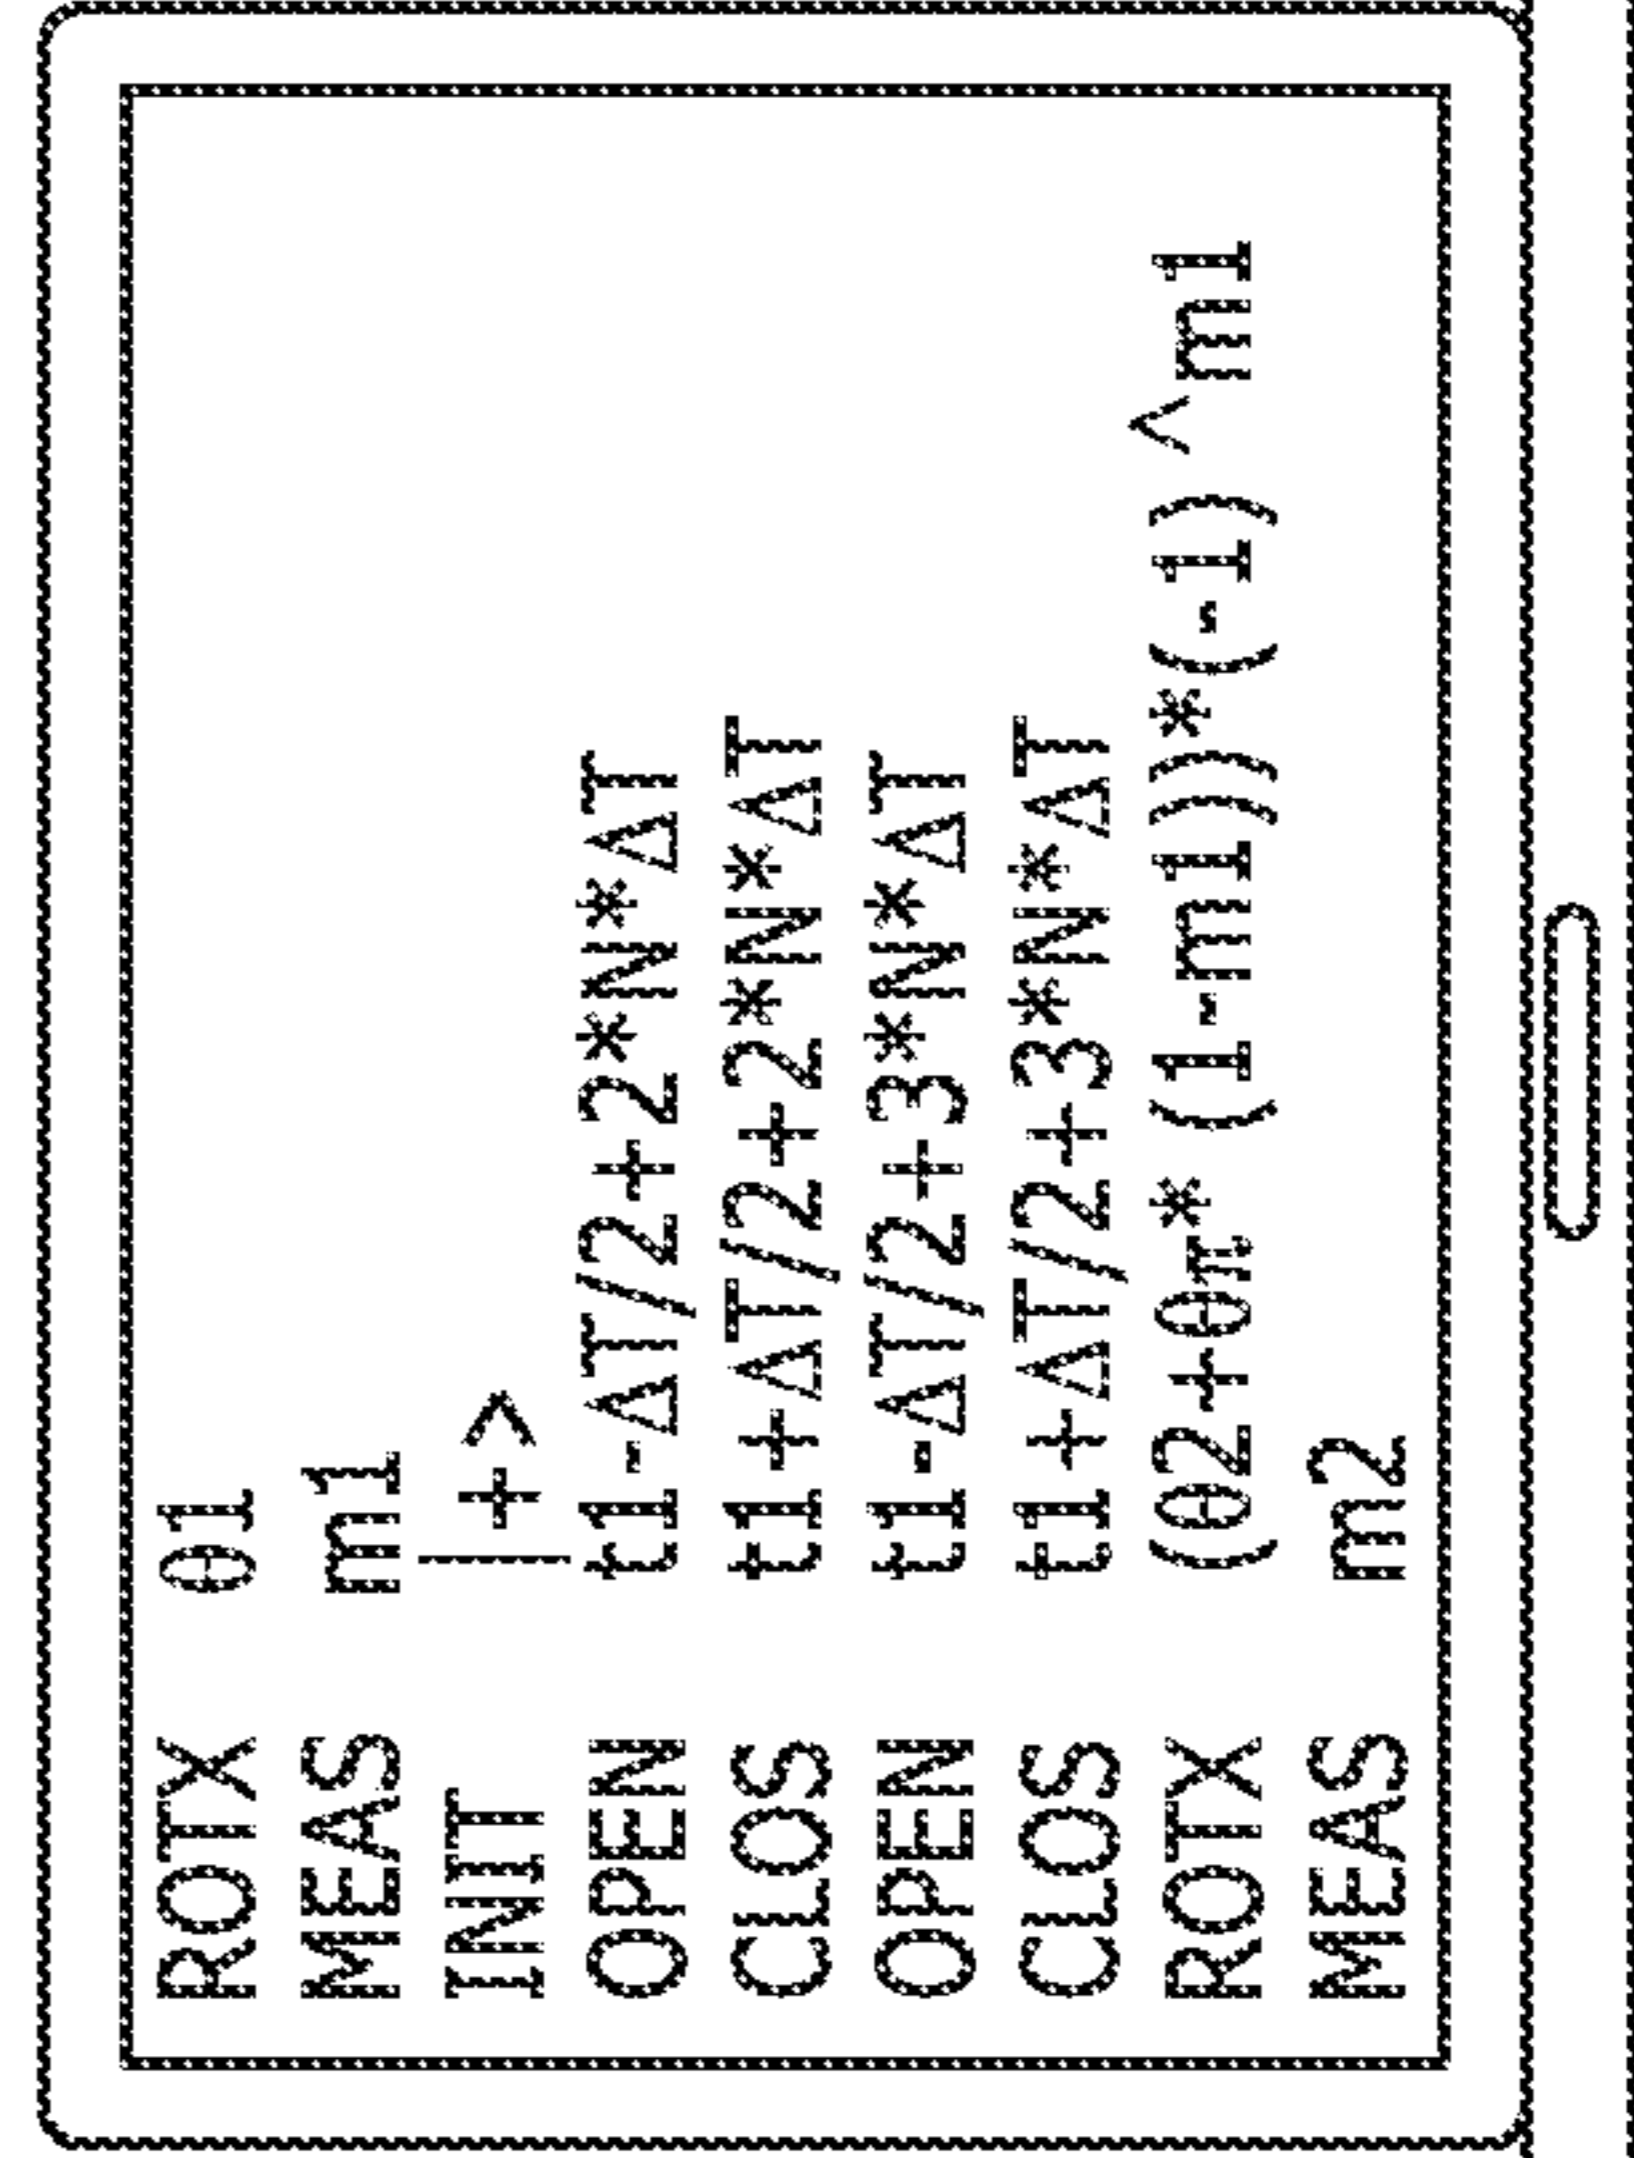 ROTX θ1
MEAS m1
INIT |+>
OPEN t1-ΔT/2+2*N*ΔT
CLOS t1+ΔT/2+2*N*ΔT
OPEN t1-ΔT/2+3*N*ΔT
CLOS t1+ΔT/2+3*N*ΔT
ROTX (θ2+θπ*(1-m1))*(-1)^m1
MEAS m2